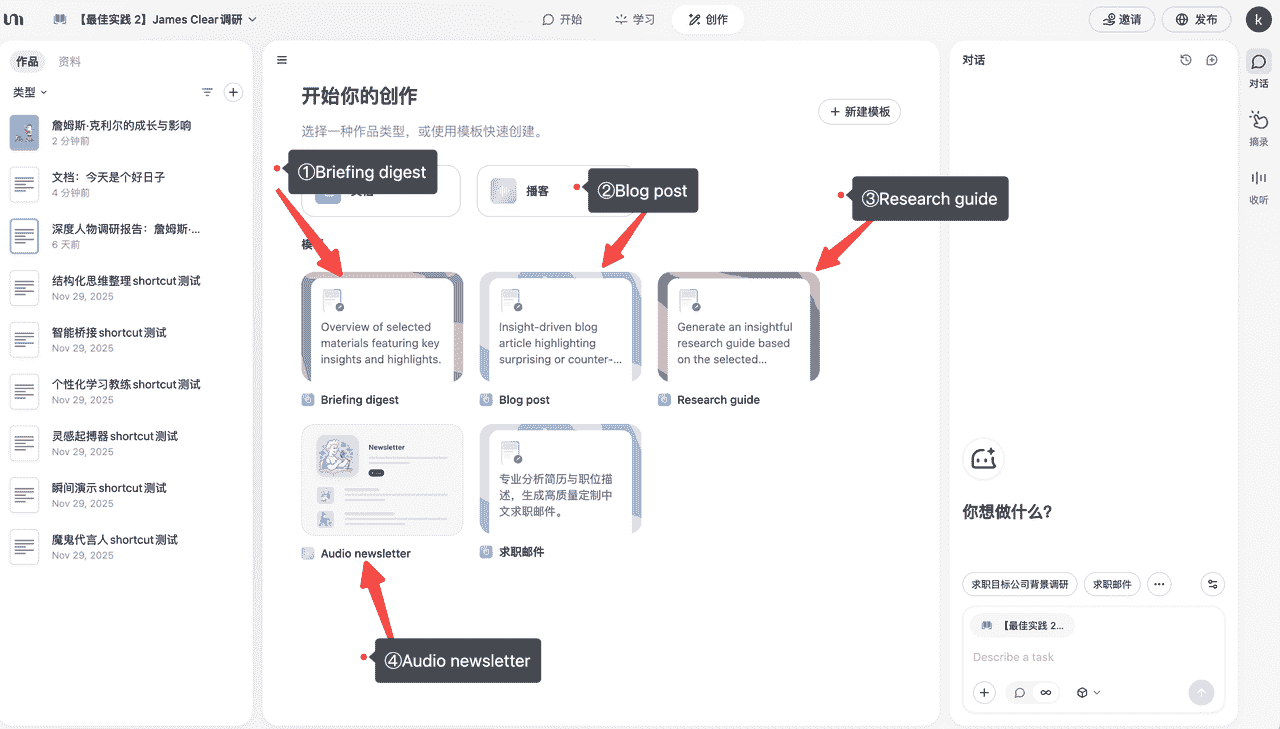 【最佳实践 2】James Clear调研
开始
学习
创作
邀请
发布
k
作品
资料
类型
詹姆斯·克利尔的成长与影响
2 分钟前
文档：今天是个好日子
4 分钟前
深度人物调研报告：詹姆斯·...
6 天前
结构化思维整理shortcut测试
Nov 29, 2025
智能桥接shortcut测试
Nov 29, 2025
个性化学习教练shortcut测试
Nov 29, 2025
灵感起搏器shortcut测试
Nov 29, 2025
瞬间演示shortcut测试
Nov 29, 2025
魔鬼代言人shortcut测试
Nov 29, 2025
开始你的创作
选择一种作品类型，或使用模板快速创建。
新建模板
①Briefing digest
播客
②Blog post
③Research guide
Overview of selected
materials featuring key
insights and highlights.
Briefing digest
Insight-driven blog
article highlighting
surprising or counter-...
Blog post
Generate an insightful
research guide based
on the selected...
Research guide
Newsletter
Audio newsletter
专业分析简历与职位描
述，生成高质量定制中
文求职邮件。
求职邮件
④Audio newsletter
对话
你想做什么？
求职目标公司背景调研
求职邮件
【最佳实践 2...
Describe a task
对话
摘录
收听